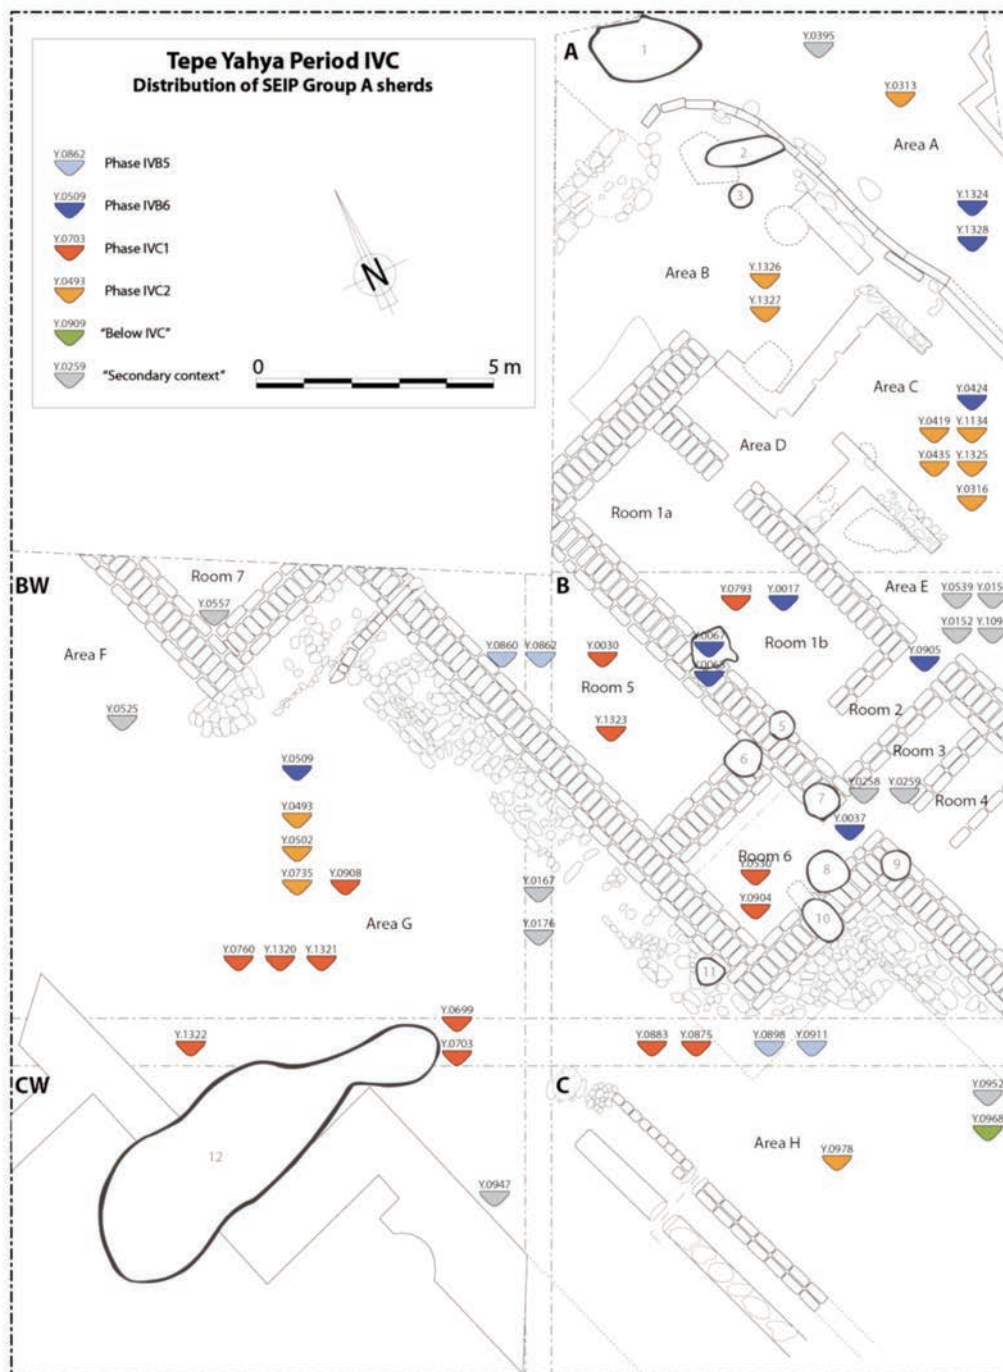 Tepe Yahya Period IVC
Distribution of SEIP Group A sherds
Y.0862
Phase IVB5
Y.0509
Phase IVB6
Y.0703
Phase IVC1
Y.0493
Phase IVC2
Y.0909
"Below IVC"
Y.0259
"Secondary context"
N
0
5 m
A
1
Y.0395
Y.0313
Area A
2
3
Y.1324
Y.1328
Area B
Y.1326
Y.1327
Area C
Y.0424
Y.0419
Y.1134
Area D
Y.0435
Y.1325
Y.0316
Room 1a
BW
Room 7
B
Area E
Y.0557
Y.0793
Y.0017
Y.0539
Y.015
Y.0152
Y.109
Area F
Y.0860
Y.0862
Y.0030
Y.0067
Room 1b
Y.0905
Room 5
Y.0525
Y.1323
5
Room 2
6
Room 3
Y.0509
7
Y.0258
Y.0259
Room 4
Y.0493
Y.0037
Y.0502
Room 6
Y.0735
Y.0908
Y.0530
8
9
Y.0167
Y.0904
10
Area G
Y.0176
Y.0760
Y.1320
Y.1321
11
Y.0699
Y.1322
Y.0703
Y.0883
Y.0875
Y.0898
Y.0911
CW
C
Y.0952
Y.0968
12
Area H
Y.0978
Y.0947